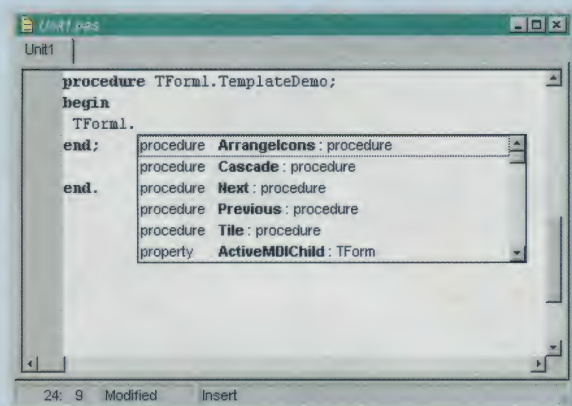 Unit1.pas
Unit1
procedure TForm1.TemplateDemo;
begin
TForm1.
end;
procedure ArrangeIcons : procedure
procedure Cascade : procedure
end.
procedure Next : procedure
procedure Previous : procedure
procedure Tile : procedure
property ActiveMDIChild : TForm
24: 9 Modified Insert